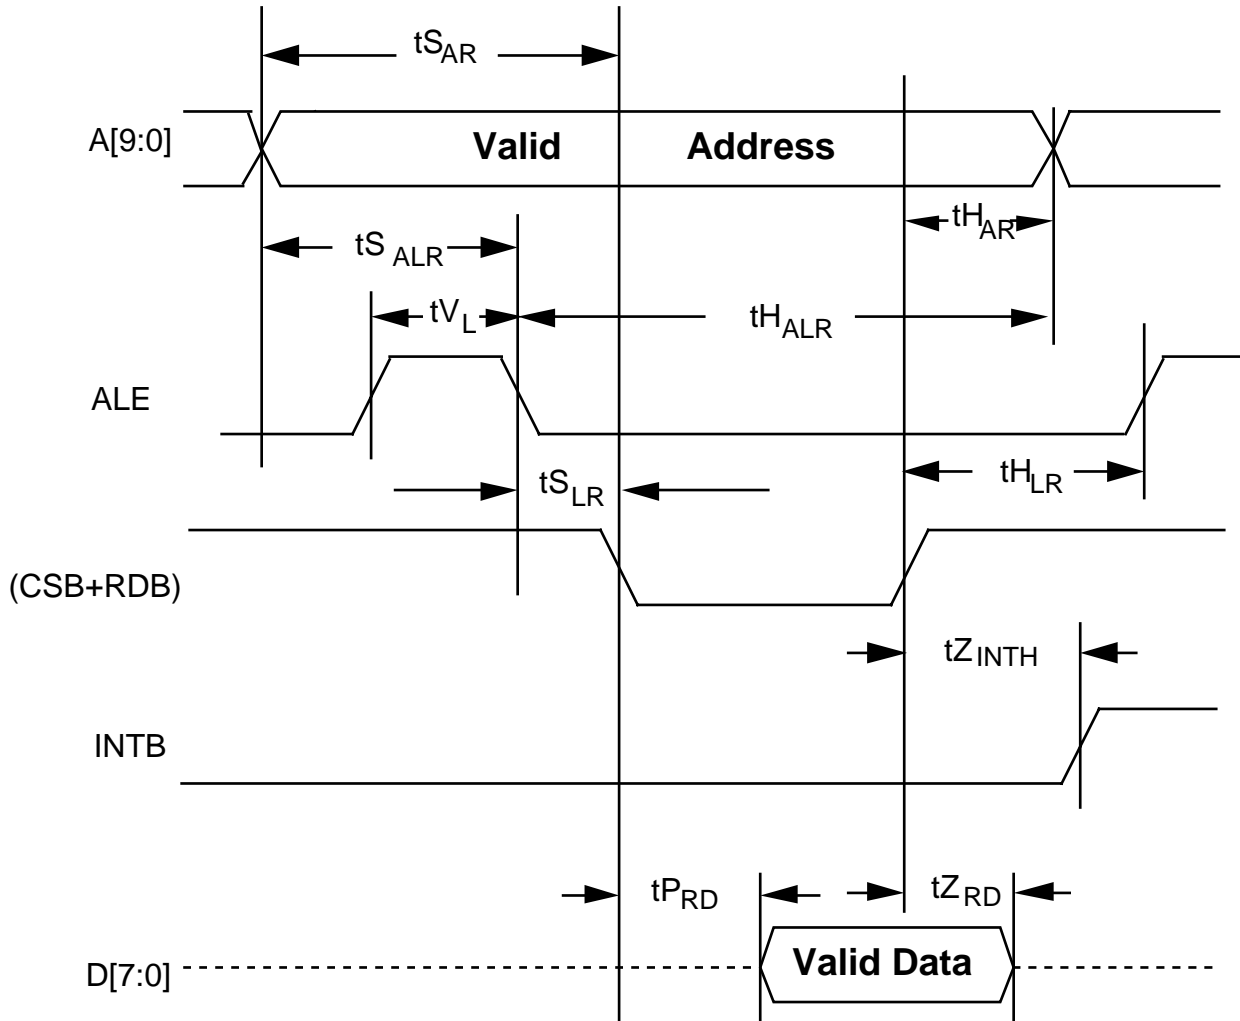 tSAR
A[9:0]
Valid Address
tHAR
tSALR
tVL
tHALR
ALE
tSLR
tHLR
(CSB+RDB)
tZINTH
INTB
tPRD
tZRD
D[7:0]
Valid Data